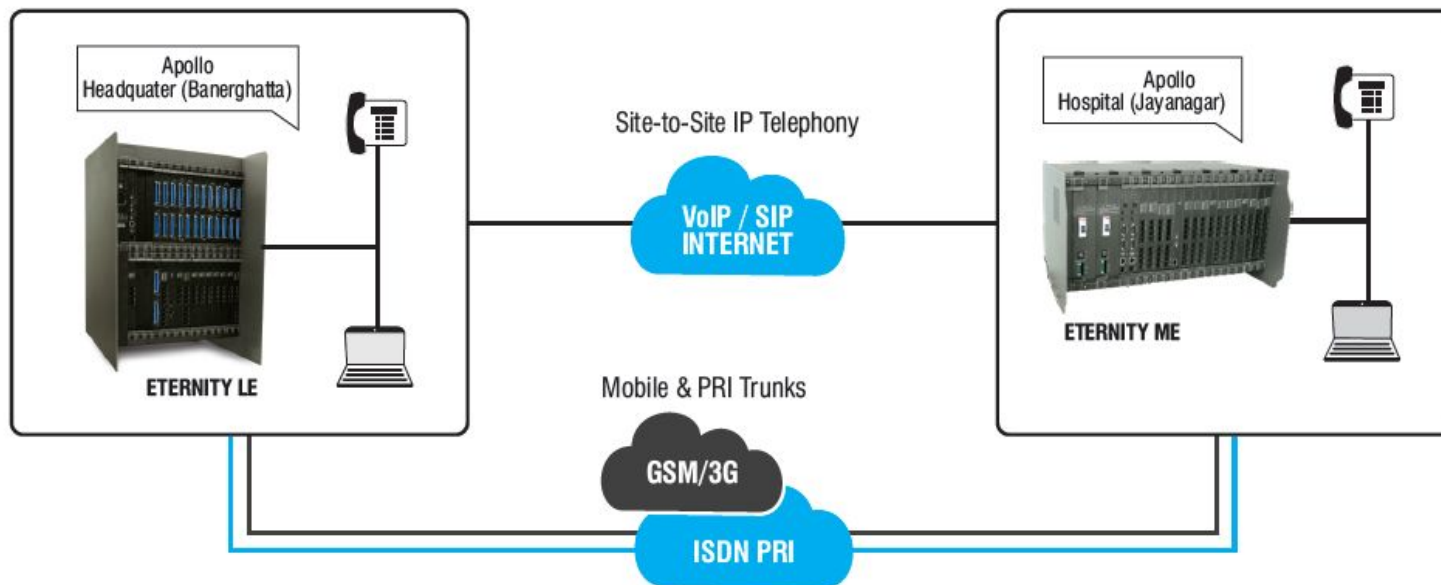 Apollo
Headquater (Banerghatta)
ETERNITY LE
Site-to-Site IP Telephony
VoIP / SIP
INTERNET
Apollo
Hospital (Jayanagar)
ETERNITY ME
Mobile & PRI Trunks
GSM/3G
ISDN PRI